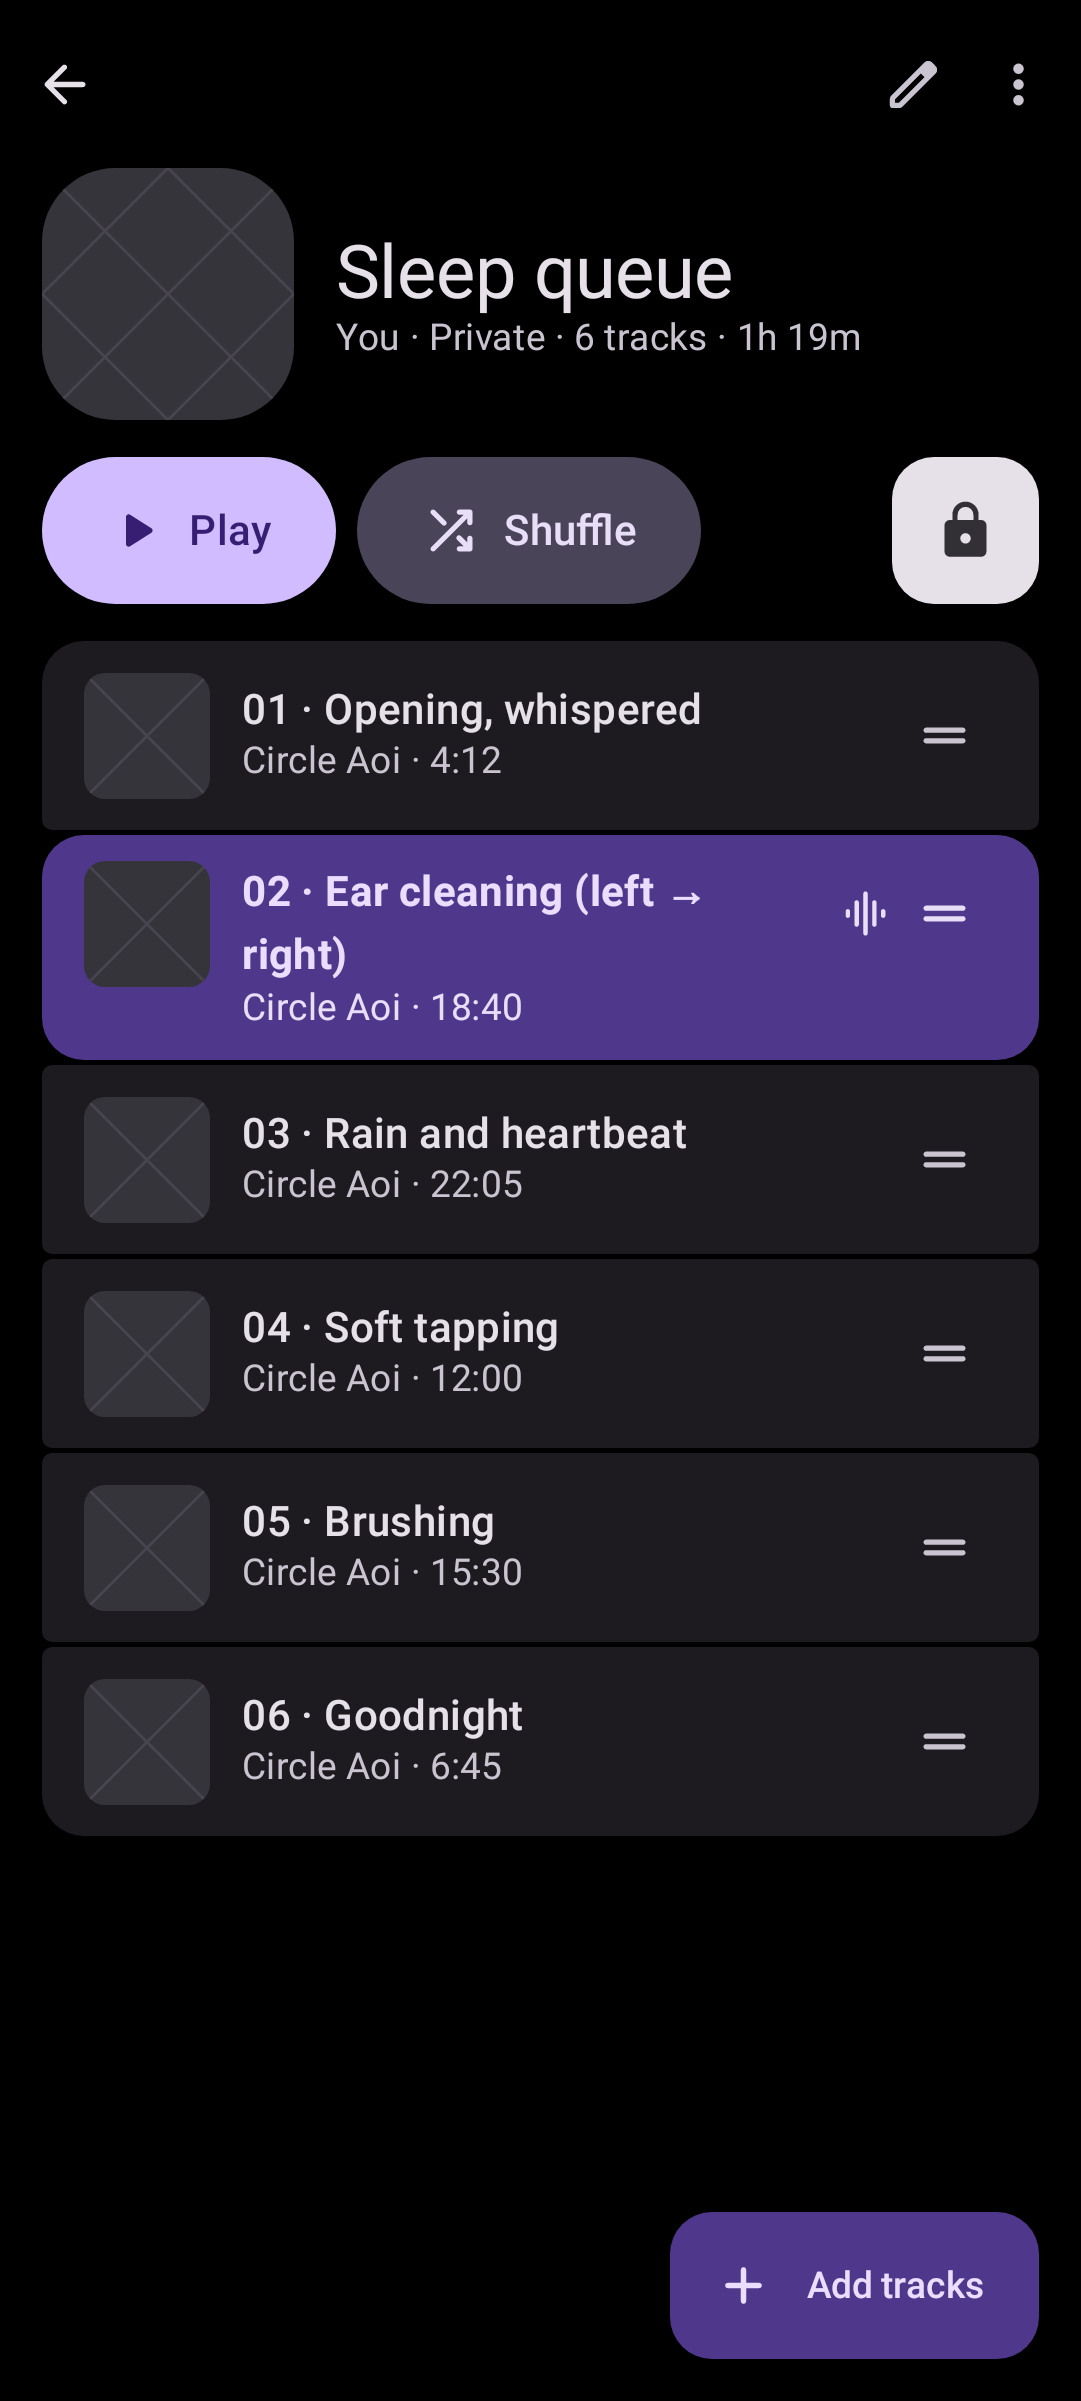 Sleep queue
You · Private · 6 tracks · 1h 19m
Play
Shuffle
01 · Opening, whispered
Circle Aoi · 4:12
02 · Ear cleaning (left →
right)
Circle Aoi · 18:40
03 · Rain and heartbeat
Circle Aoi · 22:05
04 · Soft tapping
Circle Aoi · 12:00
05 · Brushing
Circle Aoi · 15:30
06 · Goodnight
Circle Aoi · 6:45
Add tracks